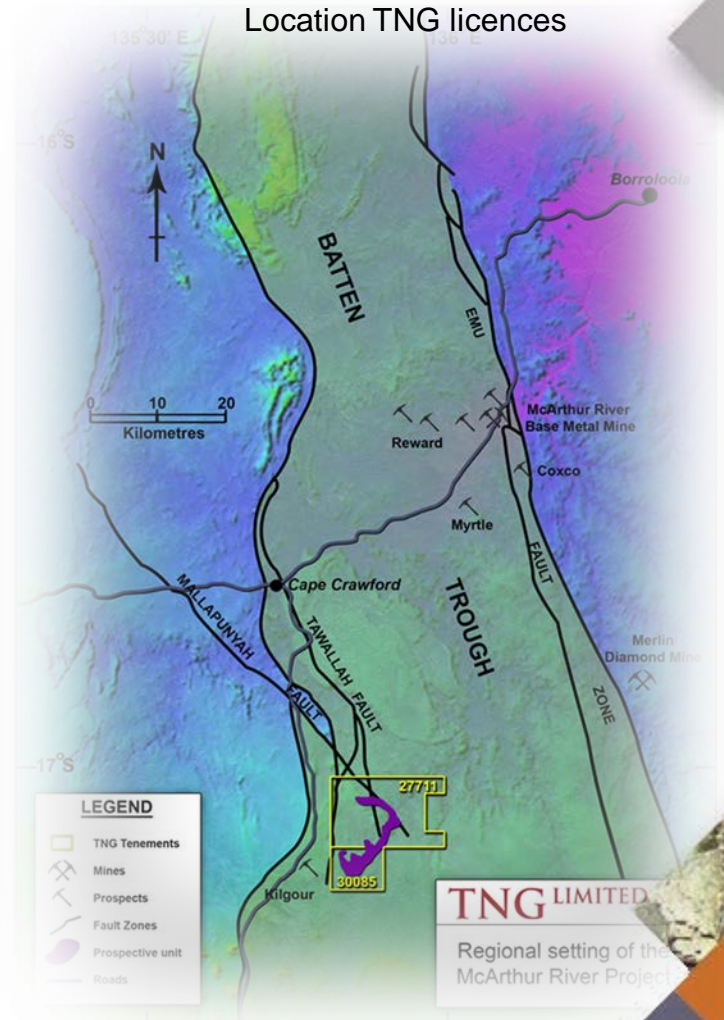 Location TNG licences
135 30' E
136 E
16°S
N
Borroloola
BATTEN
EMU
0 10 20
Kilometres
McArthur River
Base Metal Mine
Reward
Coxco
Myrtle
FAULT
Cape Crawford
MALLAPUNYAH
TAWALLAH
TROUGH
Merlin
Diamond Mine
FAULT
FAULT
ZONE
17°S
27711
LEGEND
TNG Tenements
Mines
Prospects
Fault Zones
Prospective unit
Roads
Kilgour
30085
TNG LIMITED
Regional setting of the
McArthur River Project